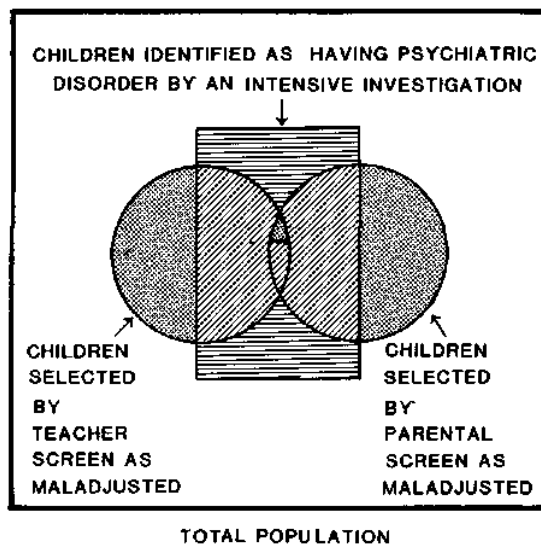 CHILDREN IDENTIFIED AS HAVING PSYCHIATRIC
DISORDER BY AN INTENSIVE INVESTIGATION
CHILDREN
SELECTED
BY
TEACHER
SCREEN AS
MALADJUSTED
CHILDREN
SELECTED
BY
PARENTAL
SCREEN AS
MALADJUSTED
TOTAL POPULATION